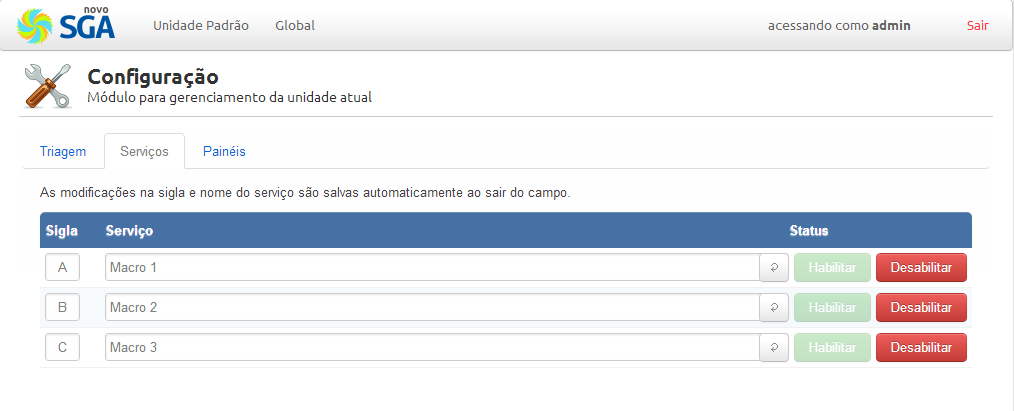 novo
SGA
Unidade Padrão Global acessando como admin Sair
Configuração
Módulo para gerenciamento da unidade atual
Triagem Serviços Painéis
As modificações na sigla e nome do serviço são salvas automaticamente ao sair do campo.
Sigla Serviço Status
A Macro 1 Habilitar Desabilitar
B Macro 2 Habilitar Desabilitar
C Macro 3 Habilitar Desabilitar